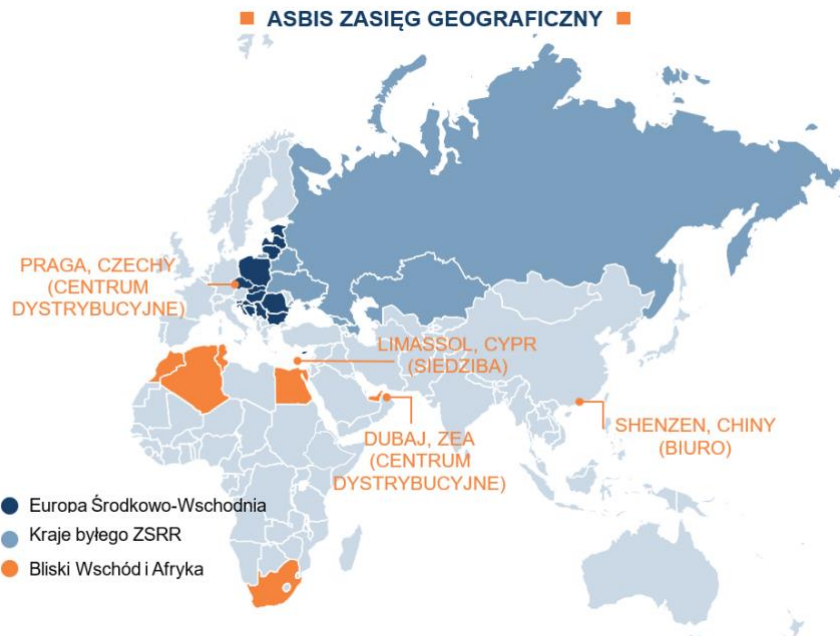 ASBIS ZASIĘG GEOGRAFICZNY
PRAGA, CZECHY
(CENTRUM
DYSTRYBUCYJNE)
LIMASSOL, CYPR
(SIEDZIBA)
DUBAJ, ZEA
(CENTRUM
DYSTRYBUCYJNE)
SHENZEN, CHINY
(BIURO)
Europa Środkowo-Wschodnia
Kraje byłego ZSRR
Bliski Wschód i Afryka